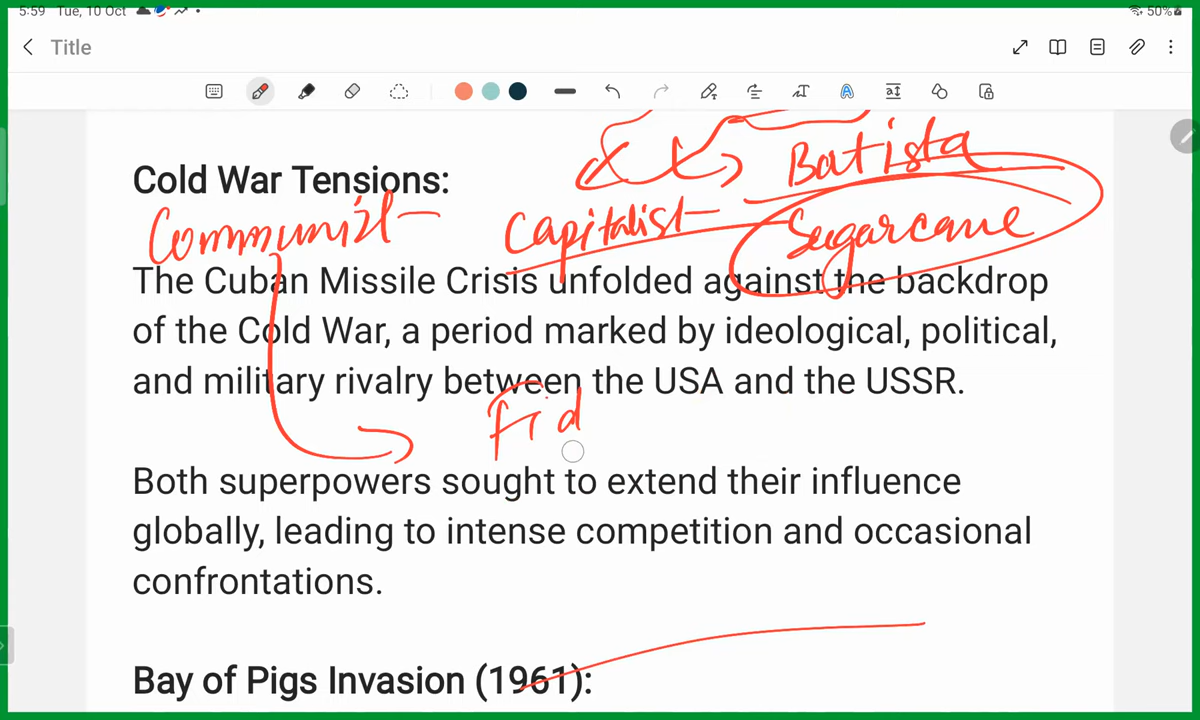 5:59 Tue, 10 Oct
50%
Title
Batista
Cold War Tensions:
Communist - Capitalist - Sugarcane
The Cuban Missile Crisis unfolded against the backdrop
of the Cold War, a period marked by ideological, political,
and military rivalry between the USA and the USSR.
Fid
Both superpowers sought to extend their influence
globally, leading to intense competition and occasional
confrontations.
Bay of Pigs Invasion (1961):